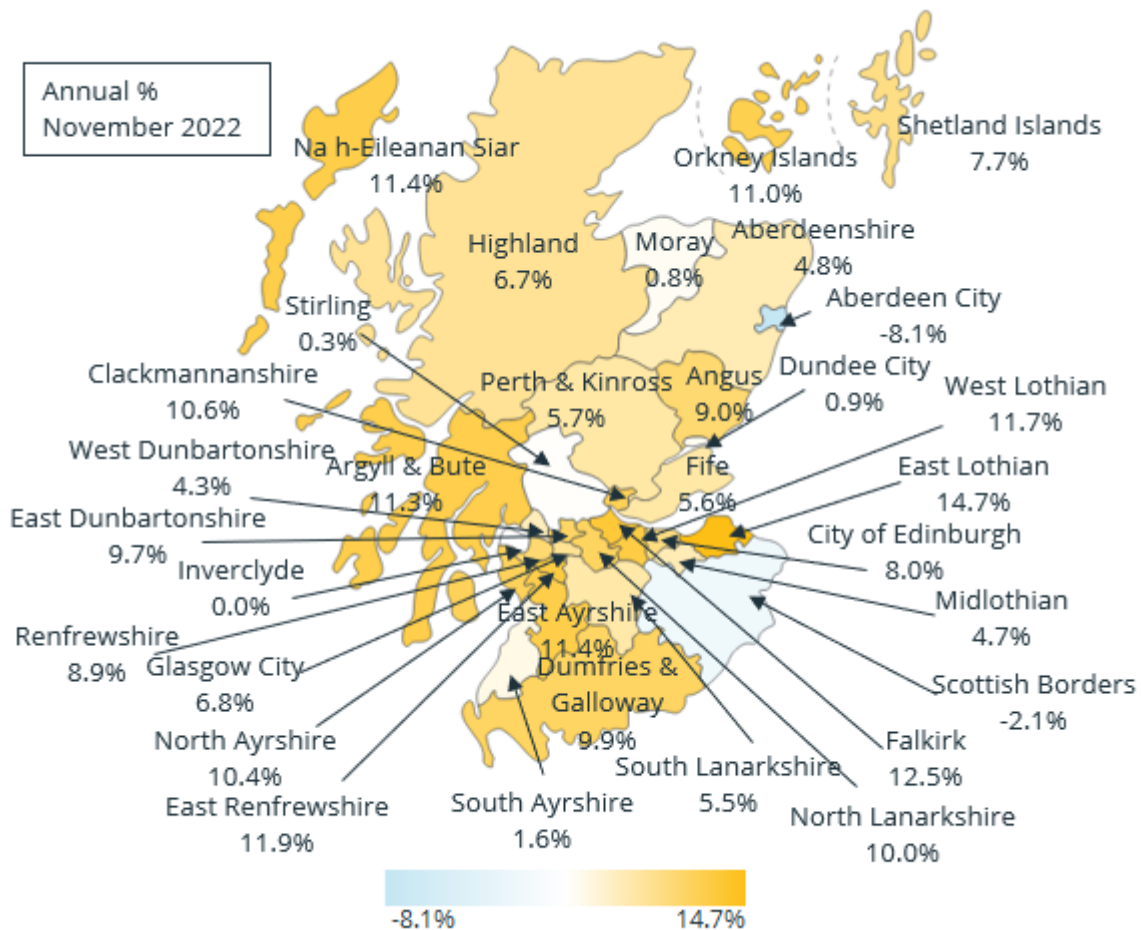 Annual %
November 2022
Na h-Eileanan Siar
11.4%
Orkney Islands
11.0%
Shetland Islands
7.7%
Highland
6.7%
Moray
0.8%
Aberdeenshire
4.8%
Aberdeen City
-8.1%
Stirling
0.3%
Clackmannanshire
10.6%
Perth & Kinross
5.7%
Angus
9.0%
Dundee City
0.9%
West Lothian
11.7%
West Dunbartonshire
4.3%
Argyll & Bute
11.3%
Fife
5.6%
East Lothian
14.7%
East Dunbartonshire
9.7%
City of Edinburgh
8.0%
Inverclyde
0.0%
Midlothian
4.7%
Renfrewshire
8.9%
East Ayrshire
11.4%
Glasgow City
6.8%
Dumfries &
Galloway
9.9%
Scottish Borders
-2.1%
North Ayrshire
10.4%
Falkirk
12.5%
South Lanarkshire
5.5%
East Renfrewshire
11.9%
South Ayrshire
1.6%
North Lanarkshire
10.0%
-8.1%
14.7%